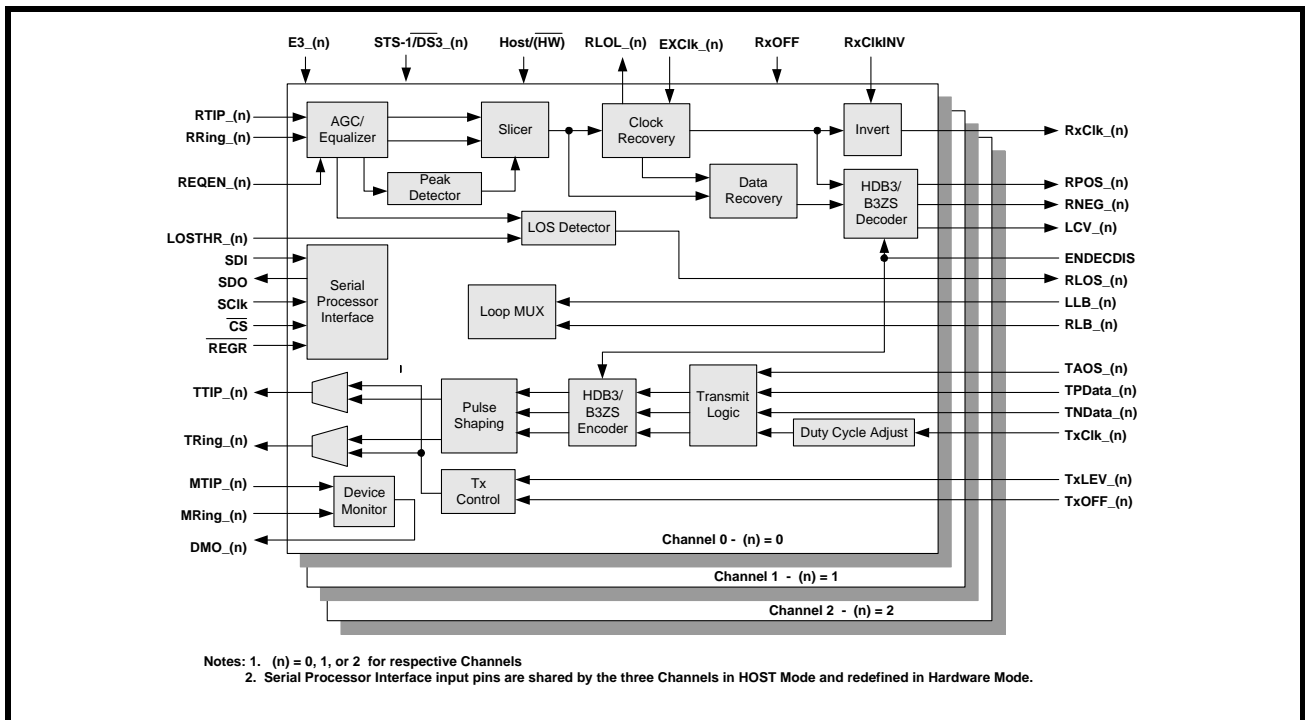 E3_(n) STS-1/DS3_(n) Host/(HW) RLOL_(n) EXClk_(n) RxOFF RxClkINV
RTIP_(n)
RRing_(n)
REQEN_(n)
LOSTHR_(n)
SDI
SDO
SClk
CS
REGR
TTIP_(n)
TRing_(n)
MTIP_(n)
MRing_(n)
DMO_(n)
AGC/
Equalizer
Slicer
Clock
Recovery
Invert
Peak
Detector
Data
Recovery
HDB3/
B3ZS
Decoder
LOS Detector
Serial
Processor
Interface
Loop MUX
Pulse
Shaping
HDB3/
B3ZS
Encoder
Transmit
Logic
Duty Cycle Adjust
Tx
Control
Device
Monitor
RxClk_(n)
RPOS_(n)
RNEG_(n)
LCV_(n)
ENDECDIS
RLOS_(n)
LLB_(n)
RLB_(n)
TAOS_(n)
TPData_(n)
TNData_(n)
TxClk_(n)
TxLEV_(n)
TxOFF_(n)
Channel 0 - (n) = 0
Channel 1 - (n) = 1
Channel 2 - (n) = 2
Notes: 1. (n) = 0, 1, or 2 for respective Channels
2. Serial Processor Interface input pins are shared by the three Channels in HOST Mode and redefined in Hardware Mode.